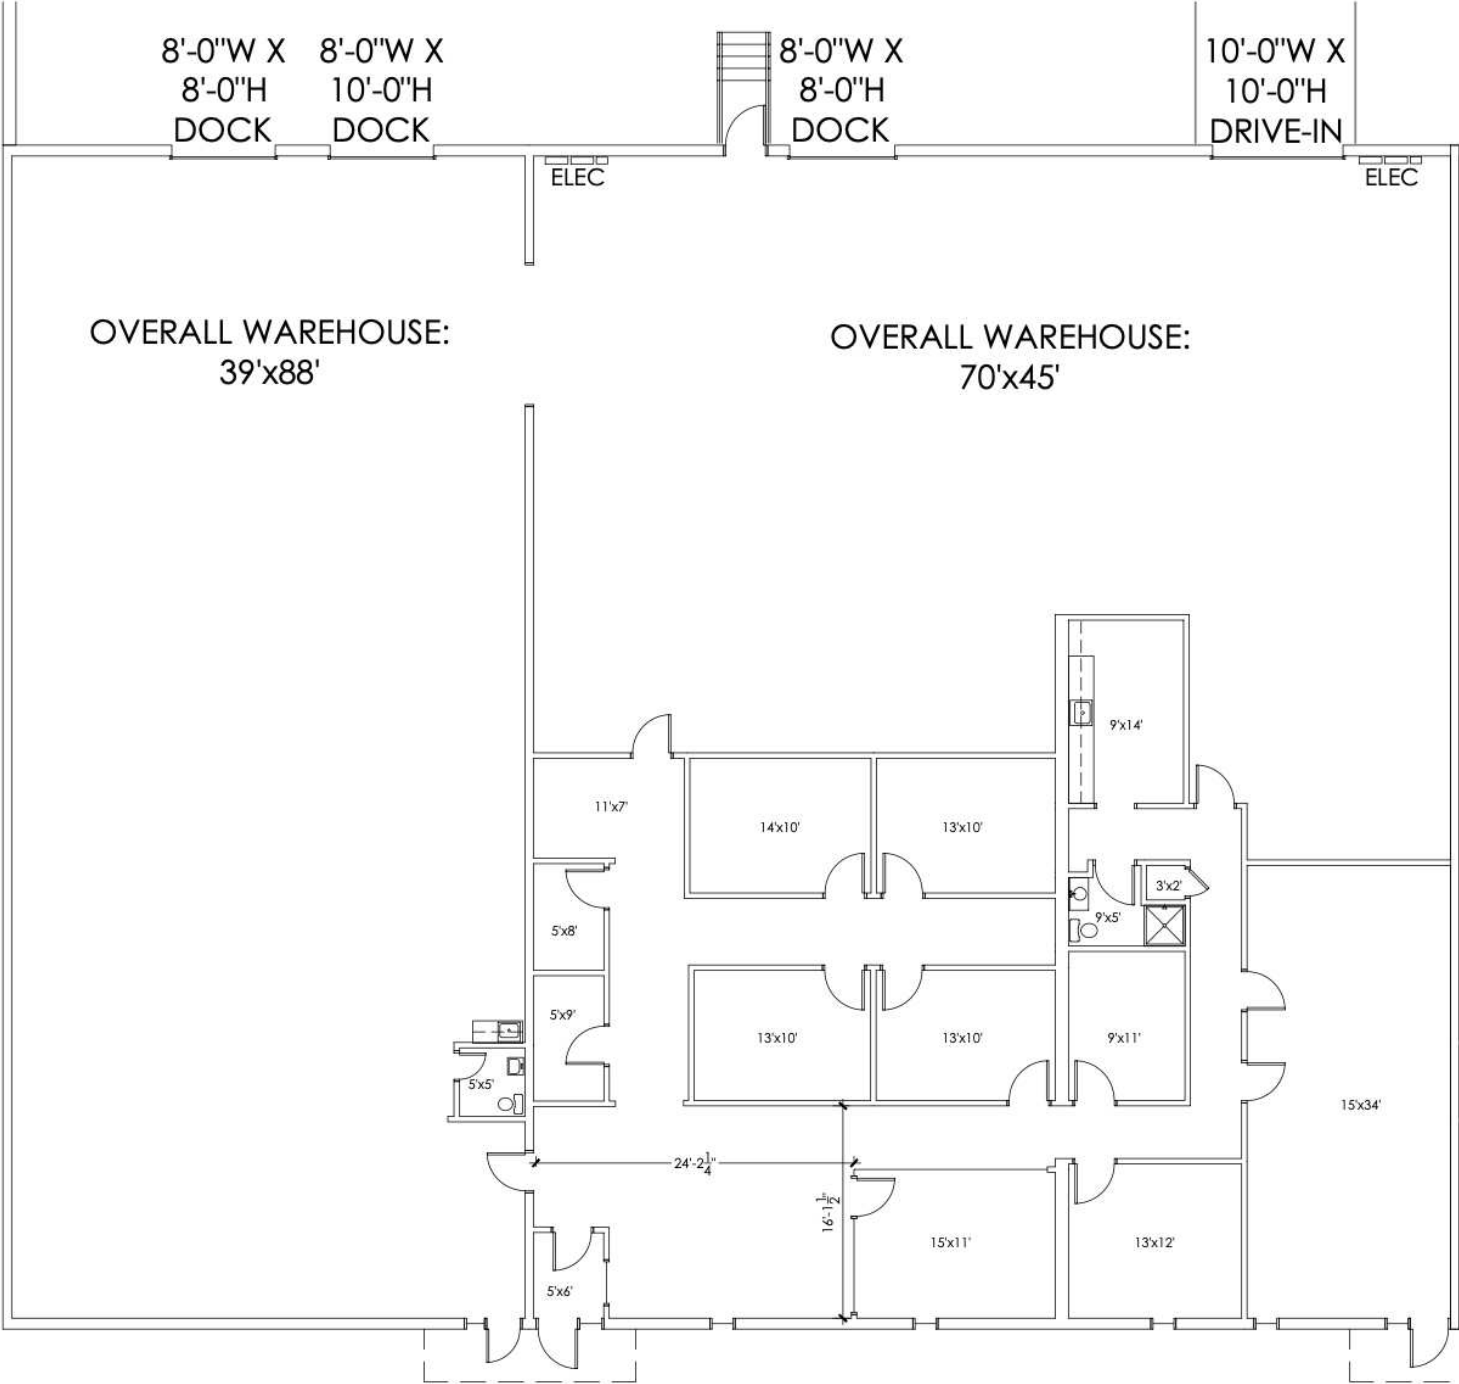 8'-0"W X
8'-0"H
DOCK
8'-0"W X
10'-0"H
DOCK
8'-0"W X
8'-0"H
DOCK
10'-0"W X
10'-0"H
DRIVE-IN
ELEC
ELEC
OVERALL WAREHOUSE:
39'x88'
OVERALL WAREHOUSE:
70'x45'
9'x14'
11'x7'
14'x10'
13'x10'
3'x2'
9'x5'
5'x8'
5'x9'
13'x10'
13'x10'
9'x11'
5'x5'
15'x34'
24'-2 1/4"
16'-1 1/2"
15'x11'
13'x12'
5'x6'